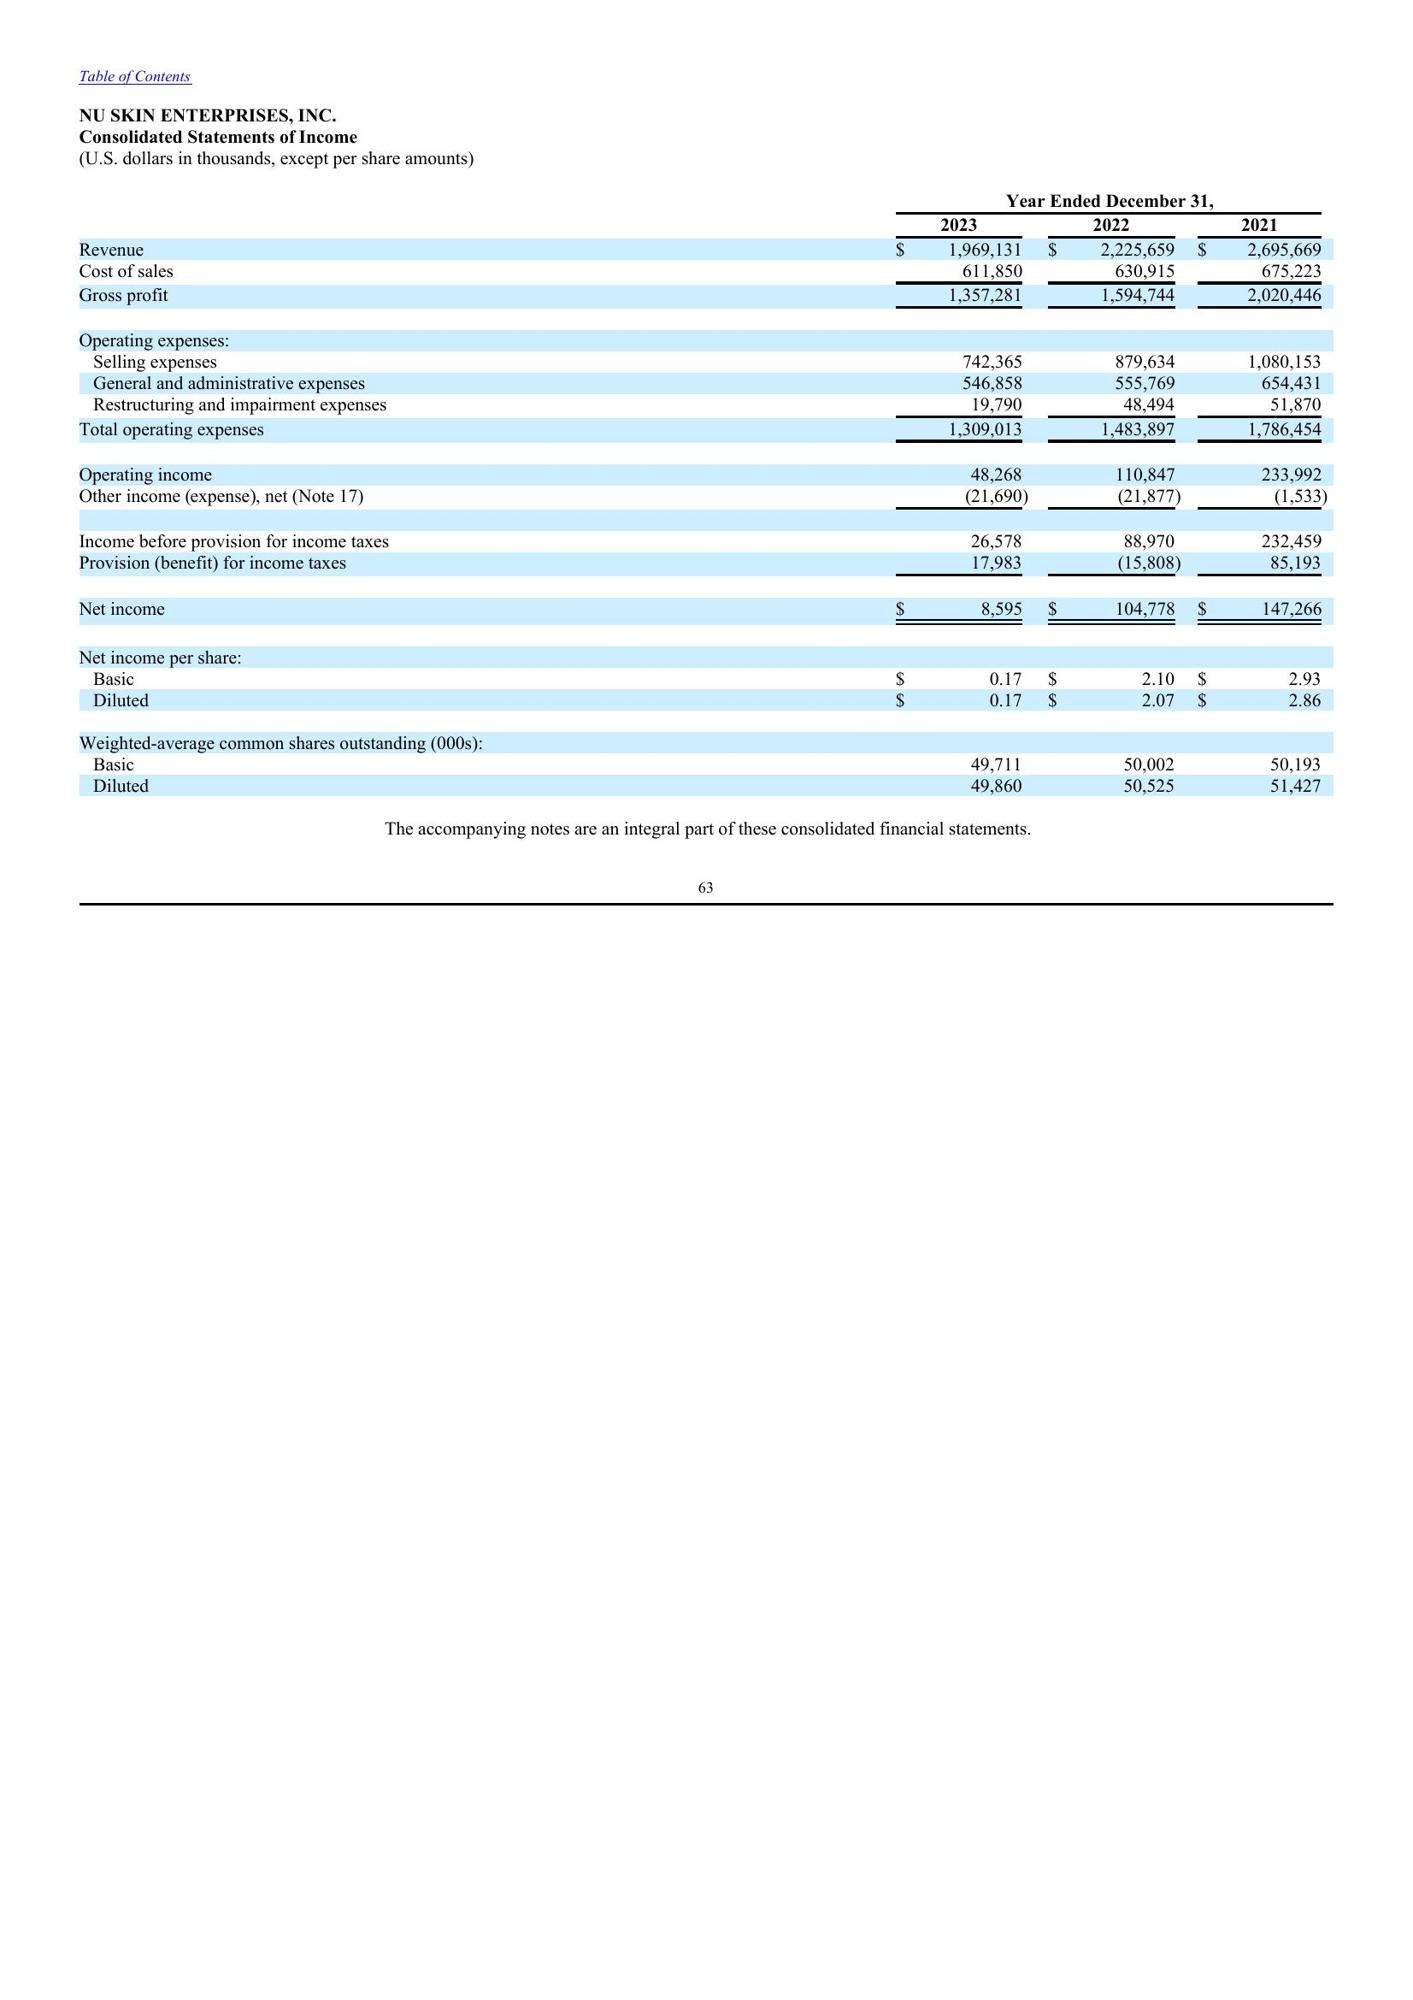 Table of Contents
NU SKIN ENTERPRISES, INC.
Consolidated Statements of Income
(U.S. dollars in thousands, except per share amounts)
Year Ended December 31,
2023 2022 2021
Revenue $ 1,969,131 $ 2,225,659 $ 2,695,669
Cost of sales 611,850 630,915 675,223
Gross profit 1,357,281 1,594,744 2,020,446
Operating expenses:
Selling expenses 742,365 879,634 1,080,153
General and administrative expenses 546,858 555,769 654,431
Restructuring and impairment expenses 19,790 48,494 51,870
Total operating expenses 1,309,013 1,483,897 1,786,454
Operating income 48,268 110,847 233,992
Other income (expense), net (Note 17) (21,690) (21,877) (1,533)
Income before provision for income taxes 26,578 88,970 232,459
Provision (benefit) for income taxes 17,983 (15,808) 85,193
Net income $ 8,595 $ 104,778 $ 147,266
Net income per share:
Basic $ 0.17 $ 2.10 $ 2.93
Diluted $ 0.17 $ 2.07 $ 2.86
Weighted-average common shares outstanding (000s):
Basic 49,711 50,002 50,193
Diluted 49,860 50,525 51,427
The accompanying notes are an integral part of these consolidated financial statements.
63